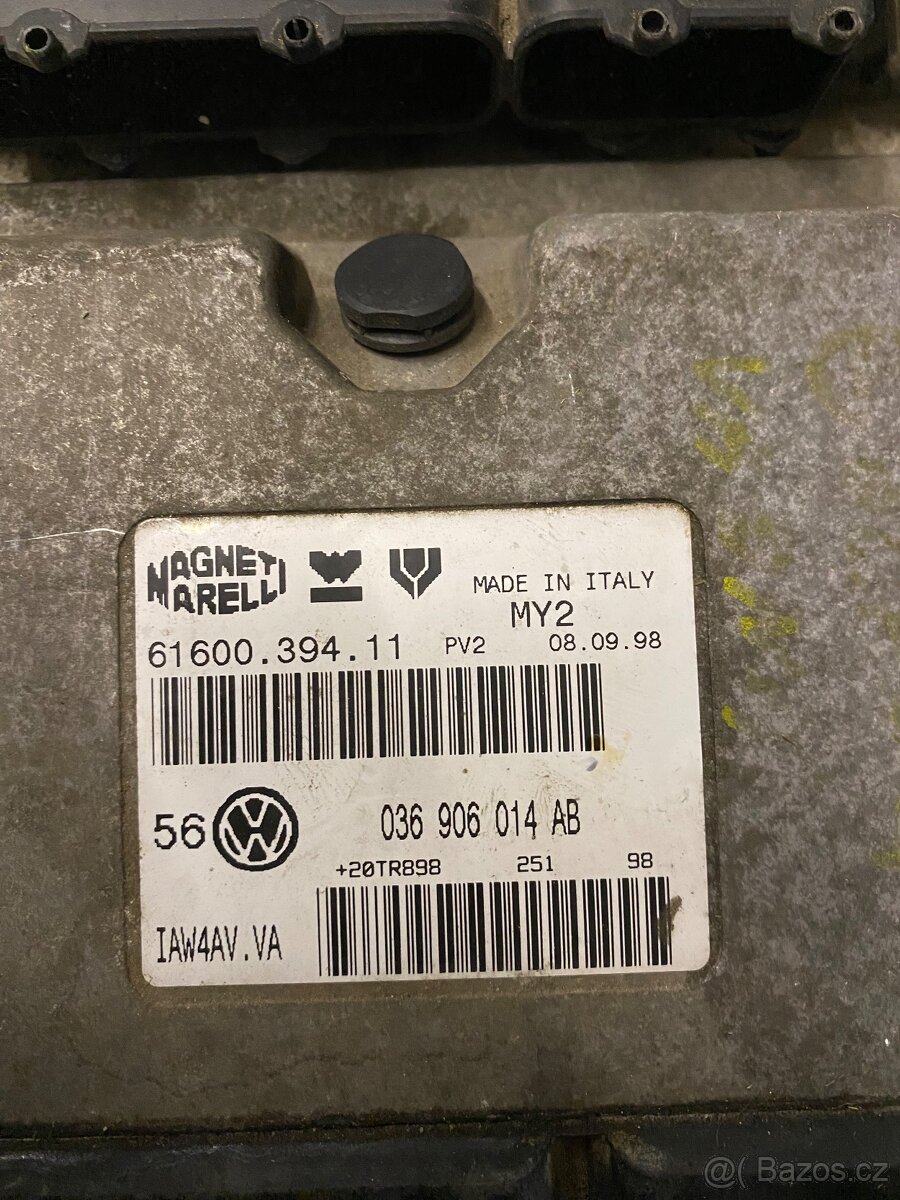 MAGNETI
MARELLI
MADE IN ITALY
MY2
61600.394.11 PV2 08.09.98
56 VW 036 906 014 AB
+20TR898 251 98
IAW4AV.VA
@( Bazos.cz